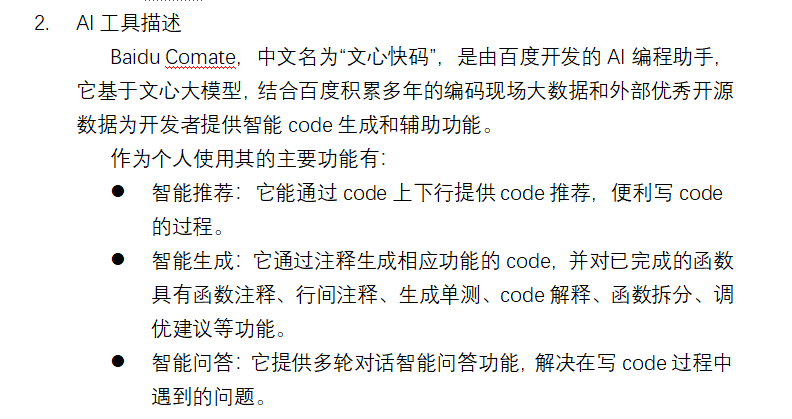 2. AI 工具描述
Baidu Comate，中文名为“文心快码”，是由百度开发的 AI 编程助手，
它基于文心大模型，结合百度积累多年的编码现场大数据和外部优秀开源
数据为开发者提供智能 code 生成和辅助功能。
作为个人使用其的主要功能有：
● 智能推荐：它能通过 code 上下行提供 code 推荐，便利写 code
的过程。
● 智能生成：它通过注释生成相应功能的 code，并对已完成的函数
具有函数注释、行间注释、生成单测、code 解释、函数拆分、调
优建议等功能。
● 智能问答：它提供多轮对话智能问答功能，解决在写 code 过程中
遇到的问题。